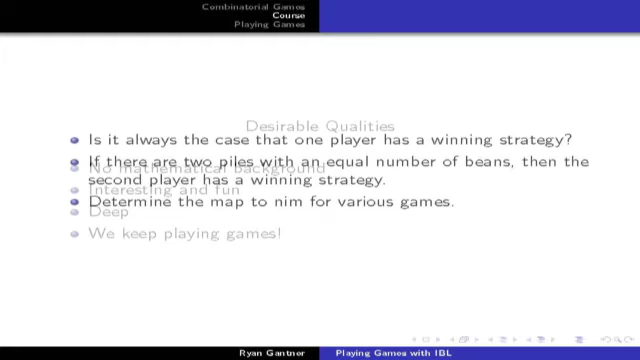 Combinatorial Games
Course
Playing Games
Desirable Qualities
Is it always the case that one player has a winning strategy?
If there are two piles with an equal number of beans, then the
No mathematical background
second player has a winning strategy.
Interesting and fun
Determine the map to nim for various games.
Deep
We keep playing games!
Ryan Gantner
Playing Games with IBL